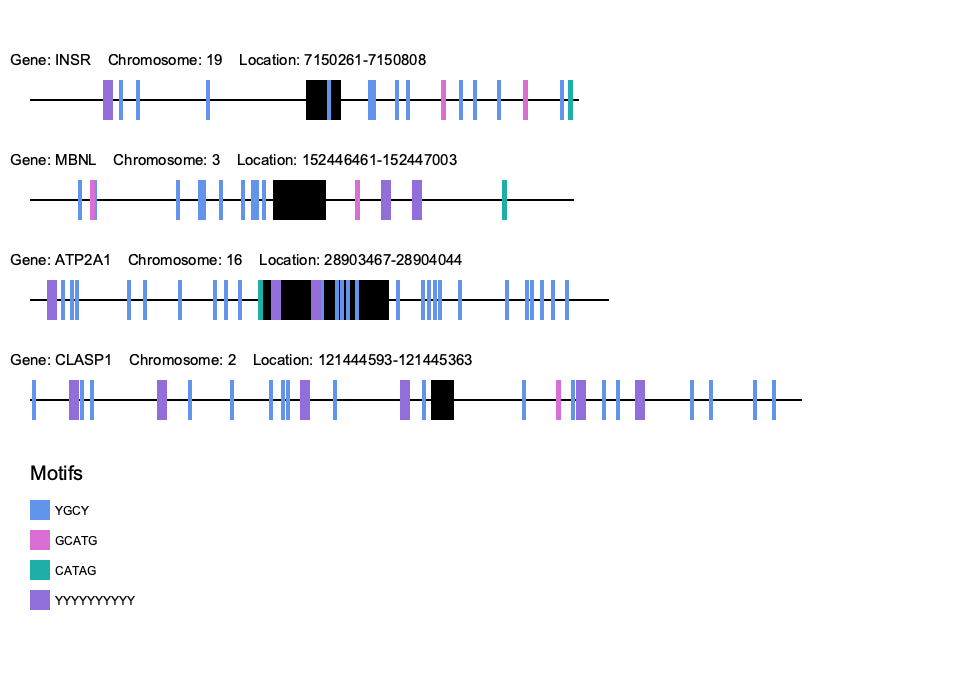 Gene: INSR Chromosome: 19 Location: 7150261-7150808
Gene: MBNL Chromosome: 3 Location: 152446461-152447003
Gene: ATP2A1 Chromosome: 16 Location: 28903467-28904044
Gene: CLASP1 Chromosome: 2 Location: 121444593-121445363
Motifs
YGCY
GCATG
CATAG
YYYYYYYYYY